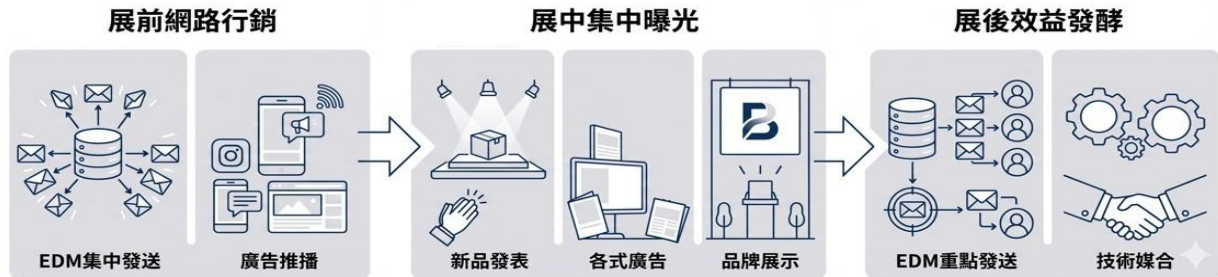 展前網路行銷
展中集中曝光
展後效益發酵
EDM集中發送
廣告推播
新品發表
各式廣告
B
品牌展示
EDM重點發送
技術媒合